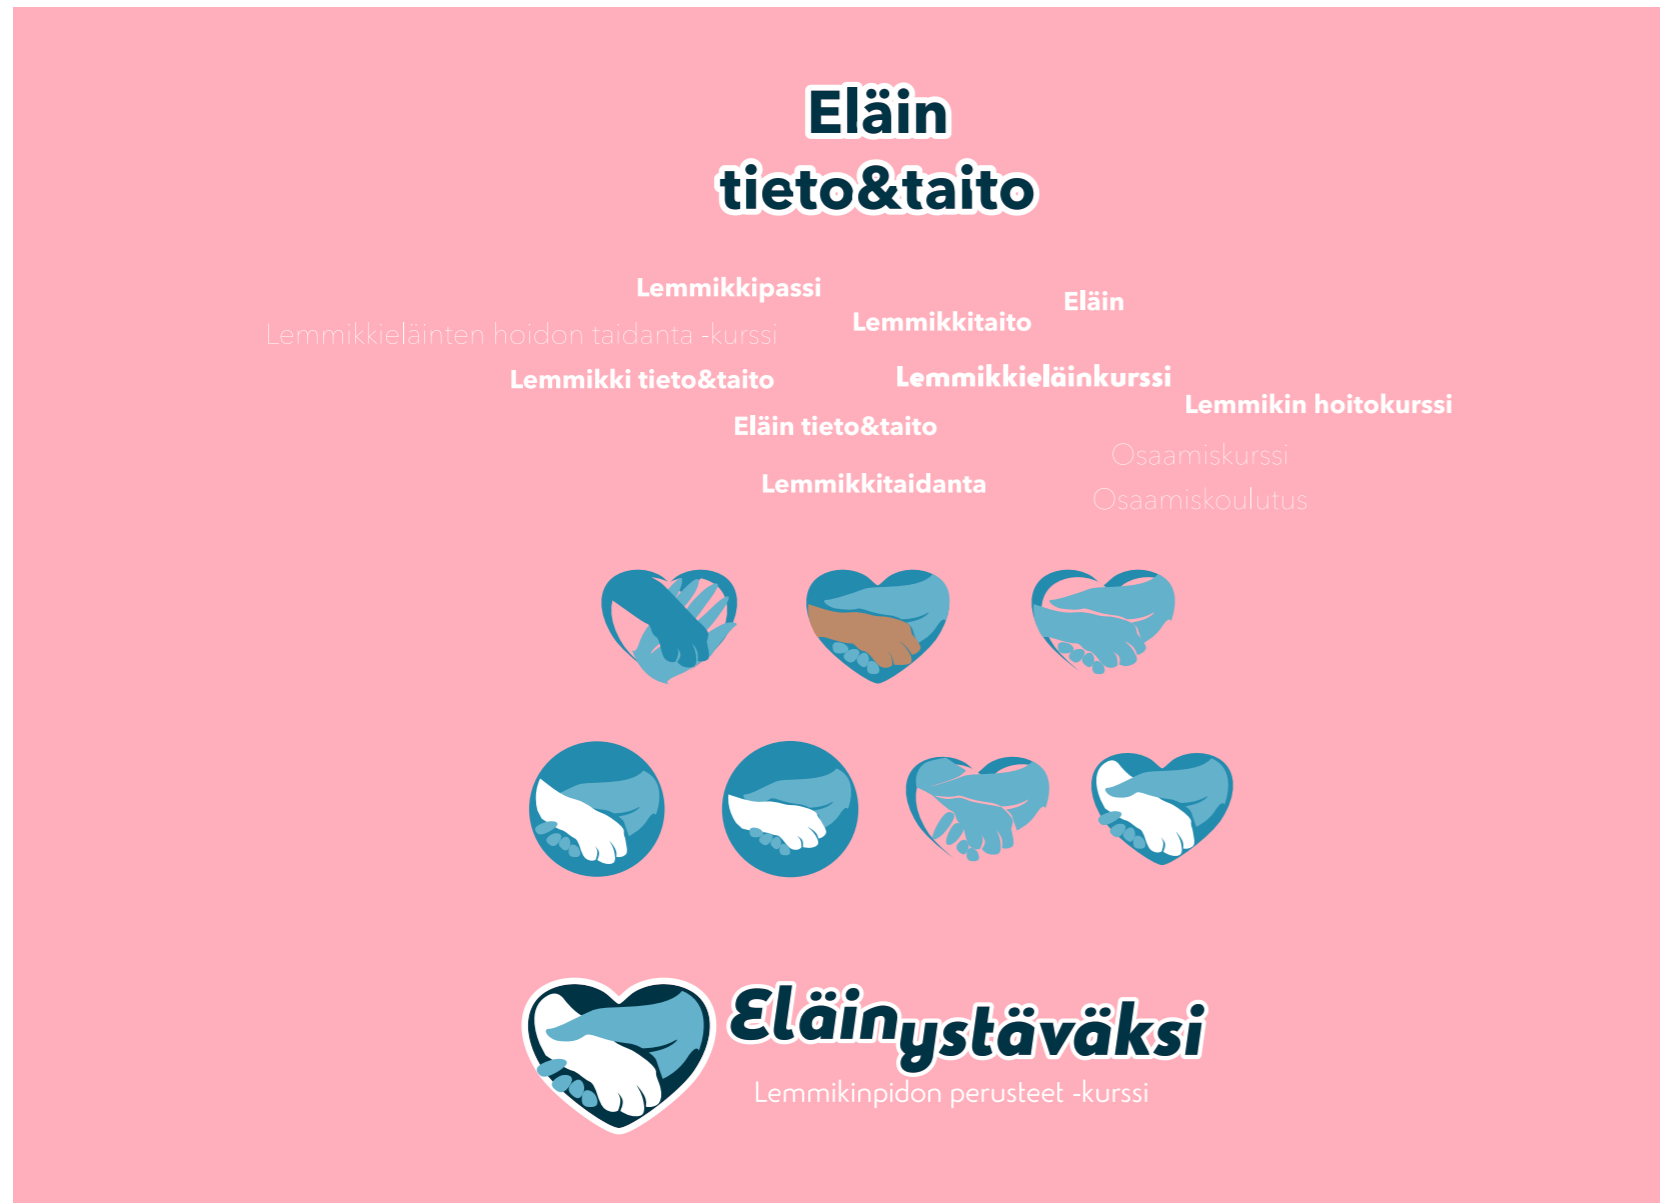 Eläin
tieto&taito
Lemmikkipassi
Eläin
Lemmikkitaito
Lemmikkieläinten hoidon taidanta -kurssi
Lemmikki tieto&taito
Lemmikkieläinkurssi
Lemmikin hoitokurssi
Eläin tieto&taito
Osaamiskurssi
Lemmikkitaidanta
Osaamiskoulutus
Eläinystäväksi
Lemmikinpidon perusteet -kurssi